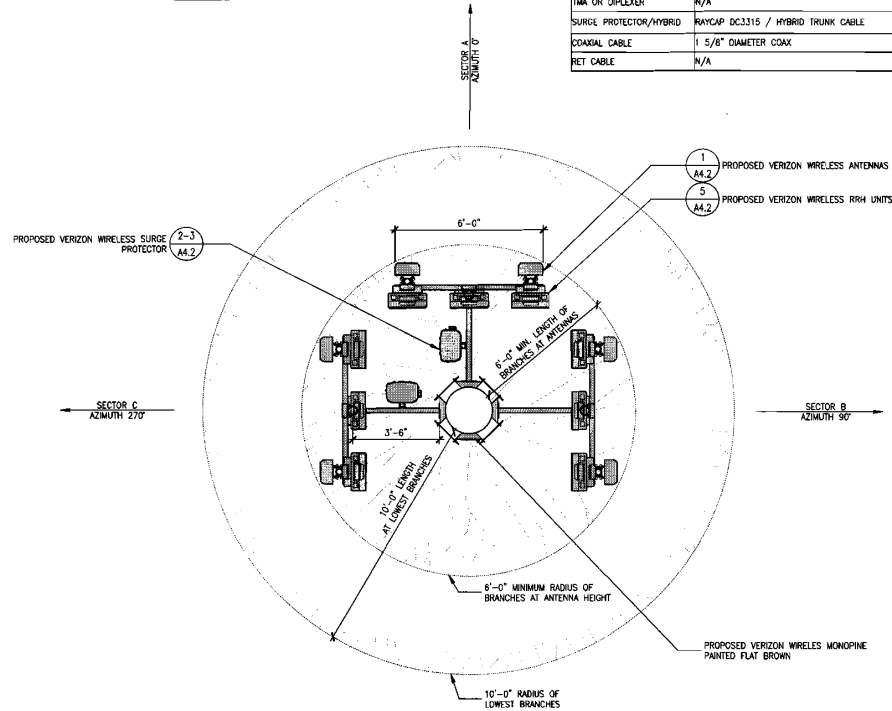 TMA OR DIPLEXER N/A
SURGE PROTECTOR/HYBRID RAYCAP DC3315 / HYBRID TRUNK CABLE
COAXIAL CABLE 1 5/8" DIAMETER COAX
RET CABLE N/A
SECTOR A
AZIMUTH 0°
1
A4.2
PROPOSED VERIZON WIRELESS ANTENNAS
5
A4.2
PROPOSED VERIZON WIRELESS RRH UNITS
6'-0"
PROPOSED VERIZON WIRELESS SURGE
PROTECTOR
2-3
A4.2
6'-0" MIN. LENGTH OF
BRANCHES AT ANTENNAS
SECTOR C
AZIMUTH 270°
SECTOR B
AZIMUTH 90°
3'-6"
10'-0" LENGTH
AT LOWEST BRANCHES
6'-0" MINIMUM RADIUS OF
BRANCHES AT ANTENNA HEIGHT
PROPOSED VERIZON WIRELES MONOPINE
PAINTED FLAT BROWN
10'-0" RADIUS OF
LOWEST BRANCHES